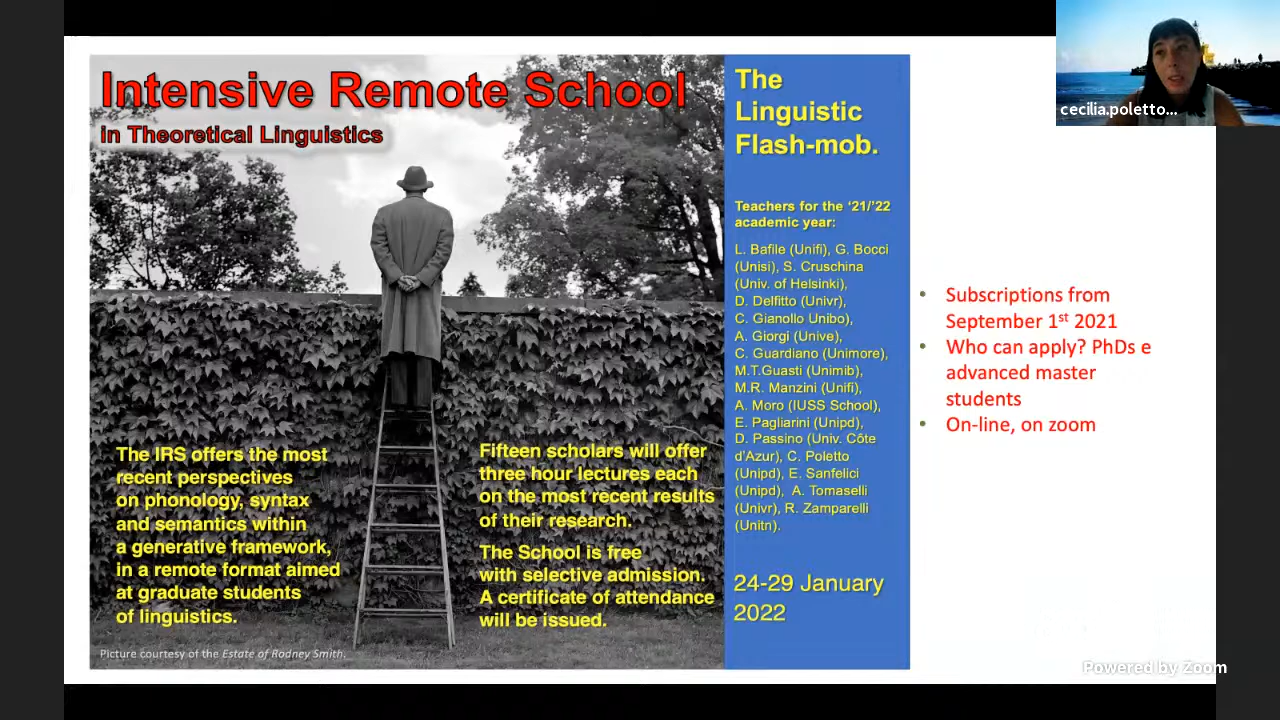 Intensive Remote School
in Theoretical Linguistics
The IRS offers the most
recent perspectives
on phonology, syntax
and semantics within
a generative framework,
in a remote format aimed
at graduate students
of linguistics.
Fifteen scholars will offer
three hour lectures each
on the most recent results
of their research.
The School is free
with selective admission.
A certificate of attendance
will be issued.
Picture courtesy of the Estate of Rodney Smith.
The
Linguistic
Flash-mob.
Teachers for the ‘21/’22
academic year:
L. Bafile (Unifi), G. Bocci
(Unisi), S. Cruschina
(Univ. of Helsinki),
D. Delfitto (Univr),
C. Gianollo Unibo),
A. Giorgi (Unive),
C. Guardiano (Unimore),
M.T.Guasti (Unimib),
M.R. Manzini (Unifi),
A. Moro (IUSS School),
E. Pagliarini (Unipd),
D. Passino (Univ. Côte
d’Azur), C. Poletto
(Unipd), E. Sanfelici
(Unipd), A. Tomaselli
(Univr), R. Zamparelli
(Unitn).
24-29 January
2022
• Subscriptions from
September 1st 2021
• Who can apply? PhDs e
advanced master
students
• On-line, on zoom
cecilia.poletto...
Powered by Zoom